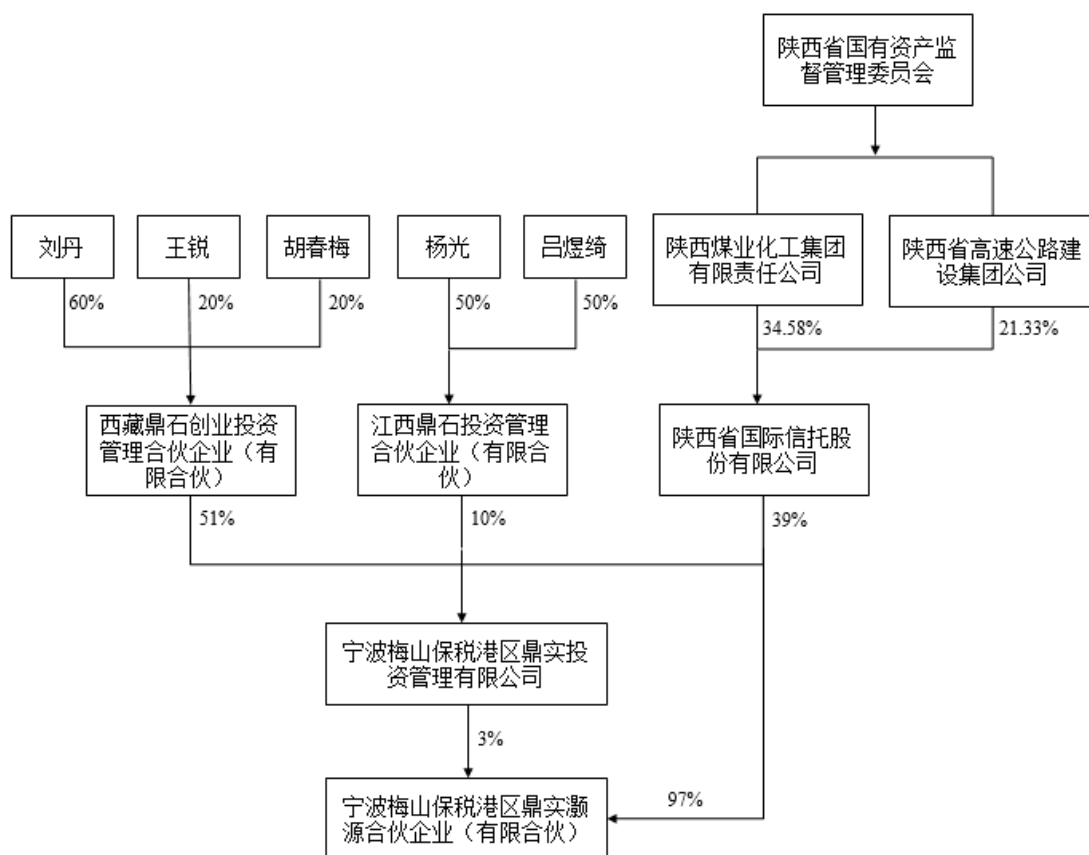 陕西省国有资产监
督管理委员会
刘丹
王锐
胡春梅
杨光
吕煜绮
陕西煤业化工集团
有限责任公司
陕西省高速公路建
设集团公司
60%
20%
20%
50%
50%
34.58%
21.33%
西藏鼎石创业投资
管理合伙企业（有
限合伙）
江西鼎石投资管理
合伙企业（有限合
伙）
陕西省国际信托股
份有限公司
51%
10%
39%
宁波梅山保税港区鼎实投
资管理有限公司
3%
97%
宁波梅山保税港区鼎实灏
源合伙企业（有限合伙）